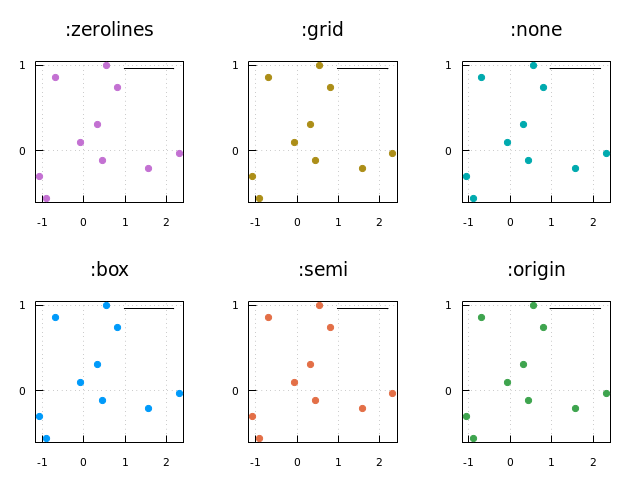 :zerolines :grid :none
1 1 1
0 0 0
-1 0 1 2 -1 0 1 2 -1 0 1 2
:box :semi :origin
1 1 1
0 0 0
-1 0 1 2 -1 0 1 2 -1 0 1 2